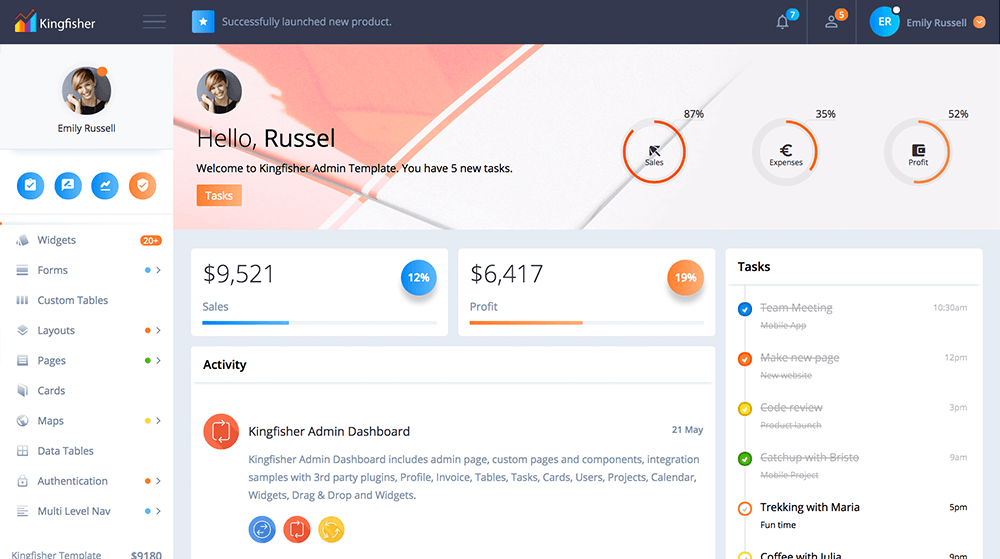 Kingfisher
Successfully launched new product.
7
5
ER
Emily Russell
Emily Russell
Hello, Russel
Welcome to Kingfisher Admin Template. You have 5 new tasks.
Tasks
87%
Sales
35%
Expenses
52%
Profit
Widgets
20+
Forms
Custom Tables
Layouts
Pages
Cards
Maps
Data Tables
Authentication
Multi Level Nav
Kingfisher Template
$9180
$9,521
12%
Sales
$6,417
19%
Profit
Activity
Kingfisher Admin Dashboard
21 May
Kingfisher Admin Dashboard includes admin page, custom pages and components, integration
samples with 3rd party plugins, Profile, Invoice, Tables, Tasks, Cards, Users, Projects, Calendar,
Widgets, Drag & Drop and Widgets.
Tasks
Team Meeting
10:30am
Mobile App
Make new page
12pm
New website
Code review
3pm
Product launch
Catchup with Bristo
9am
Mobile Project
Trekking with Maria
5pm
Fun time
Coffee with Julia
9pm